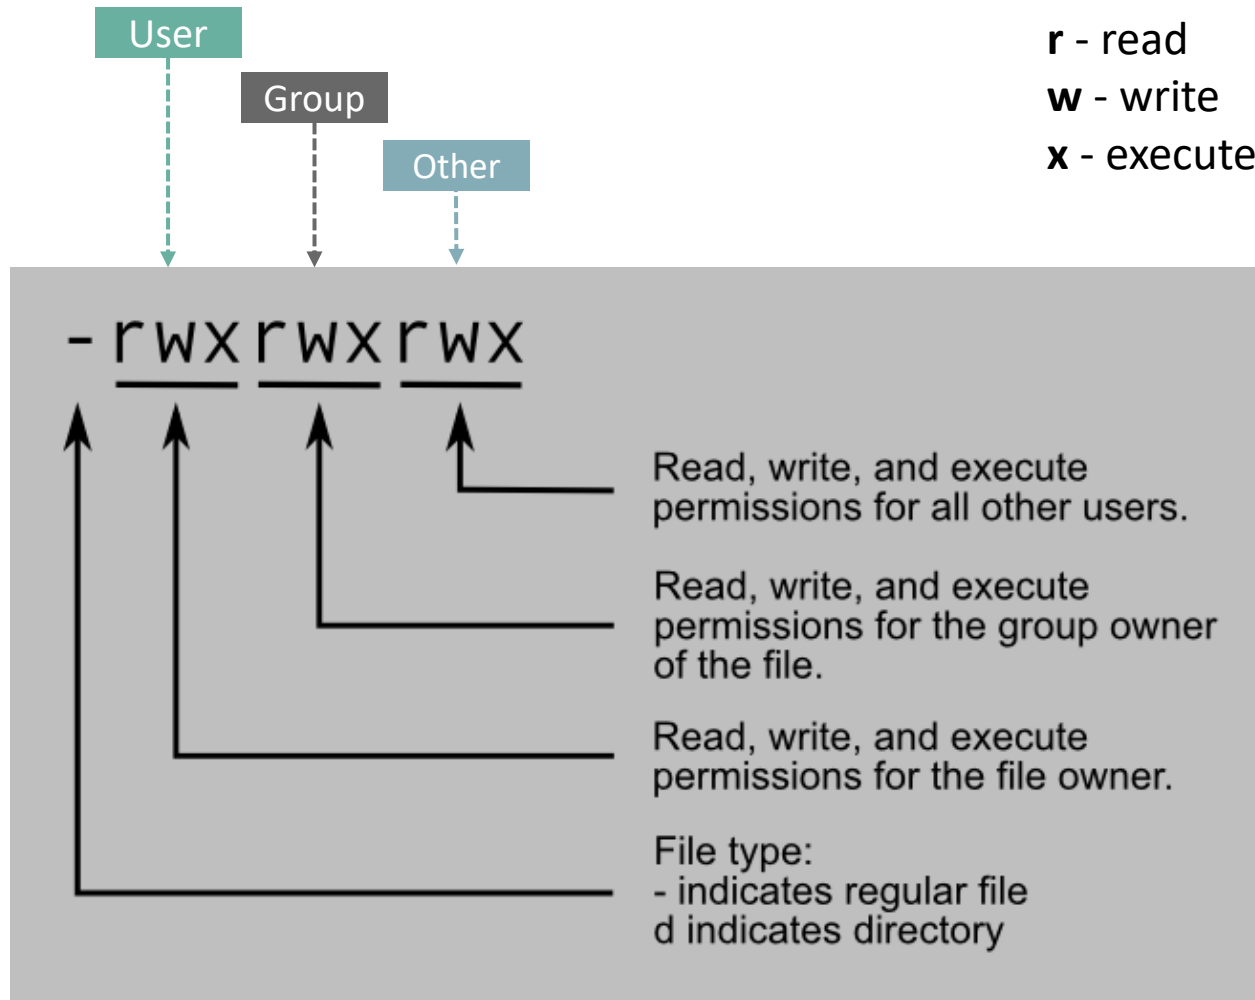 User
Group
Other
r - read
w - write
x - execute
-rwxrwxrwx
Read, write, and execute
permissions for all other users.
Read, write, and execute
permissions for the group owner
of the file.
Read, write, and execute
permissions for the file owner.
File type:
- indicates regular file
d indicates directory